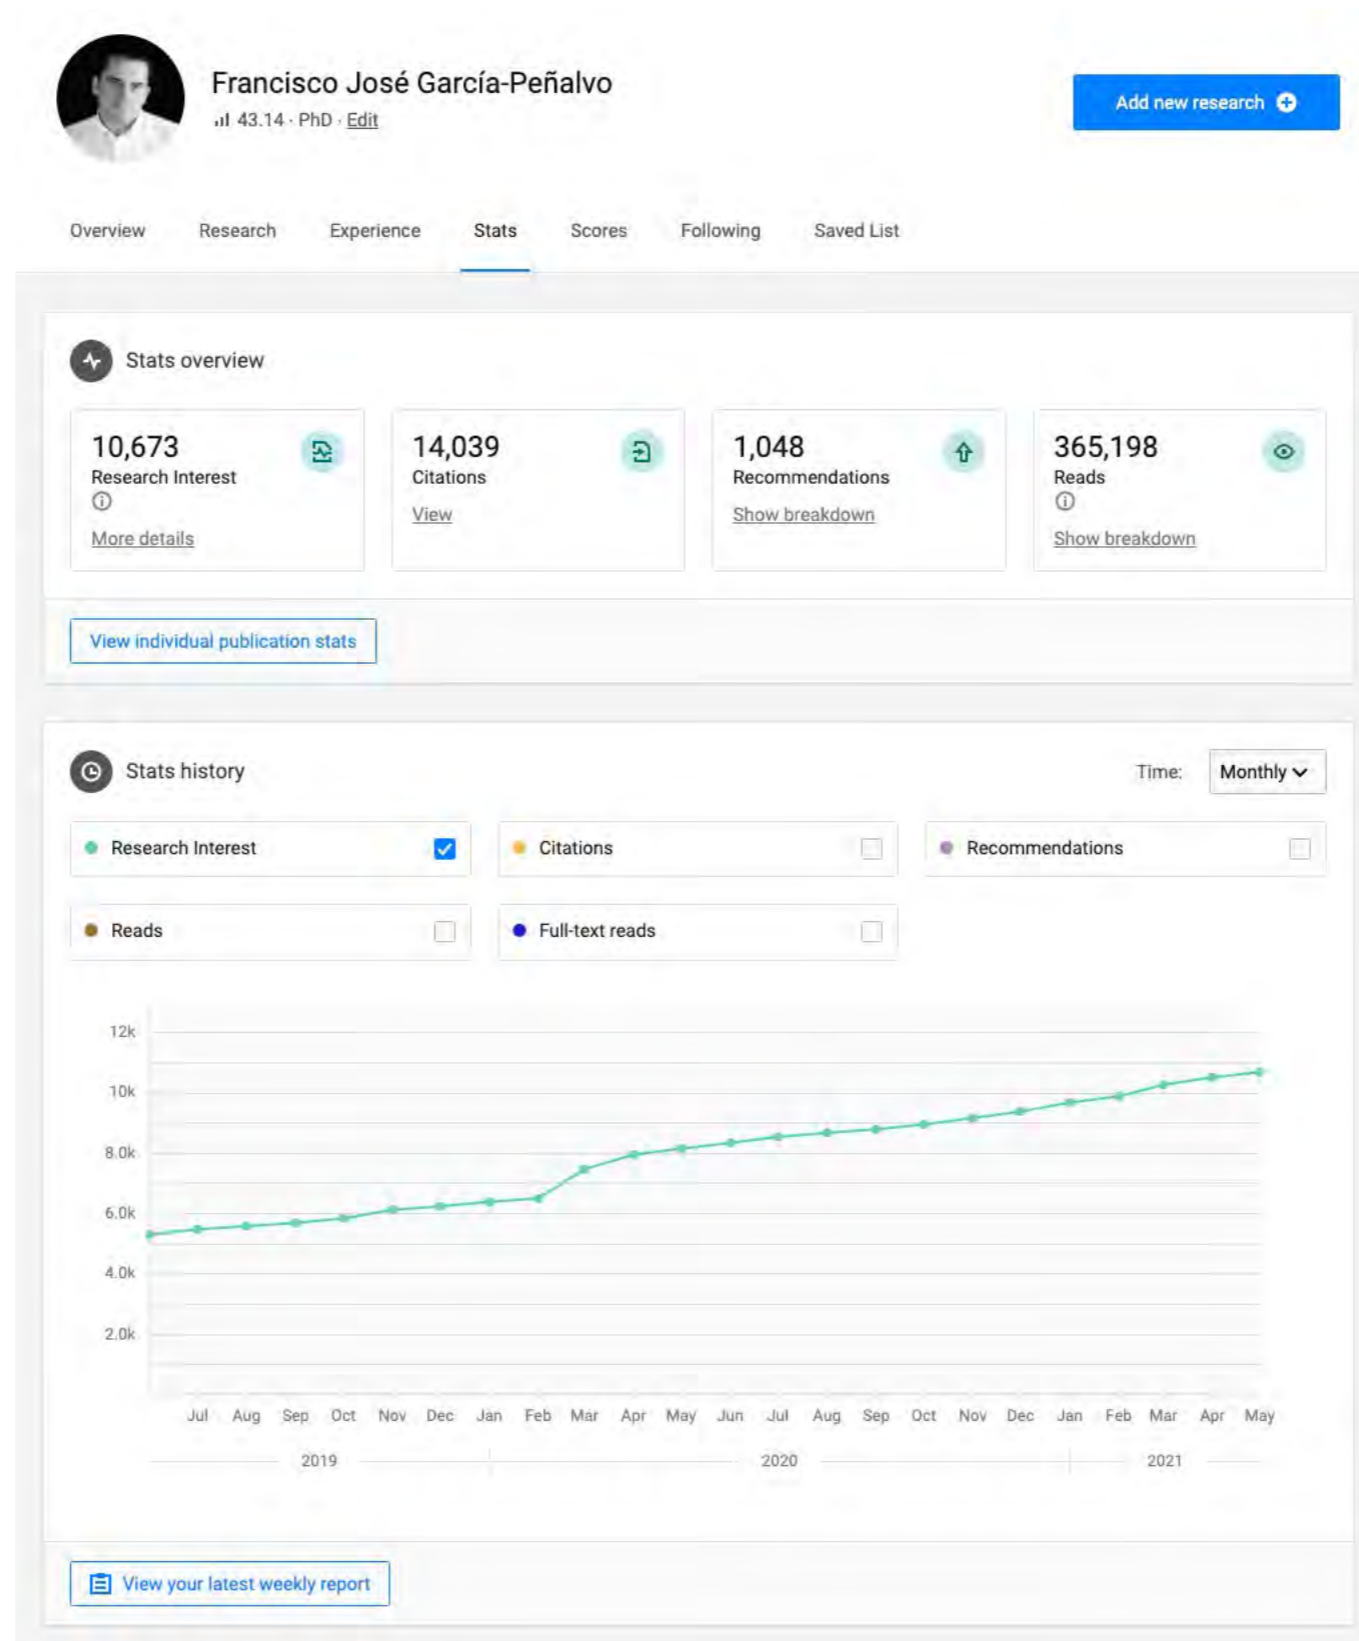 Francisco José García-Peñalvo
43.14 · PhD · Edit
Add new research
Overview Research Experience Stats Scores Following Saved List
Stats overview
10,673 14,039 1,048 365,198
Research Interest Citations Recommendations Reads
View Show breakdown
More details Show breakdown
View individual publication stats
Stats history Time: Monthly
Research Interest Citations Recommendations
Reads Full-text reads
12k
10k
8.0k
6.0k
4.0k
2.0k
Jul Aug Sep Oct Nov Dec Jan Feb Mar Apr May Jun Jul Aug Sep Oct Nov Dec Jan Feb Mar Apr May
2019 2020 2021
View your latest weekly report